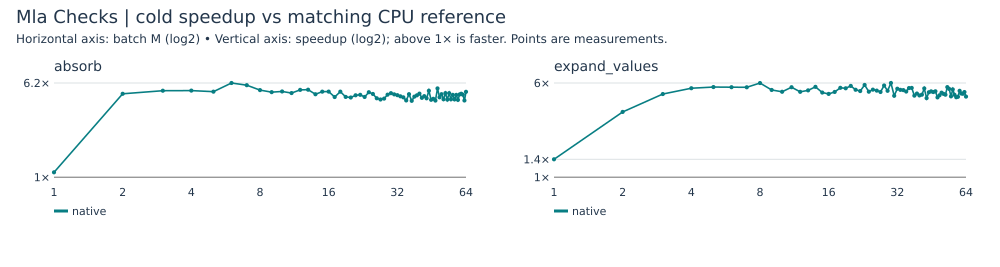 Mla Checks | cold speedup vs matching CPU reference
Horizontal axis: batch M (log2) • Vertical axis: speedup (log2); above 1× is faster. Points are measurements.
absorb
6.2×
1×
1 2 4 8 16 32 64
native
expand_values
6×
1.4×
1×
1 2 4 8 16 32 64
native